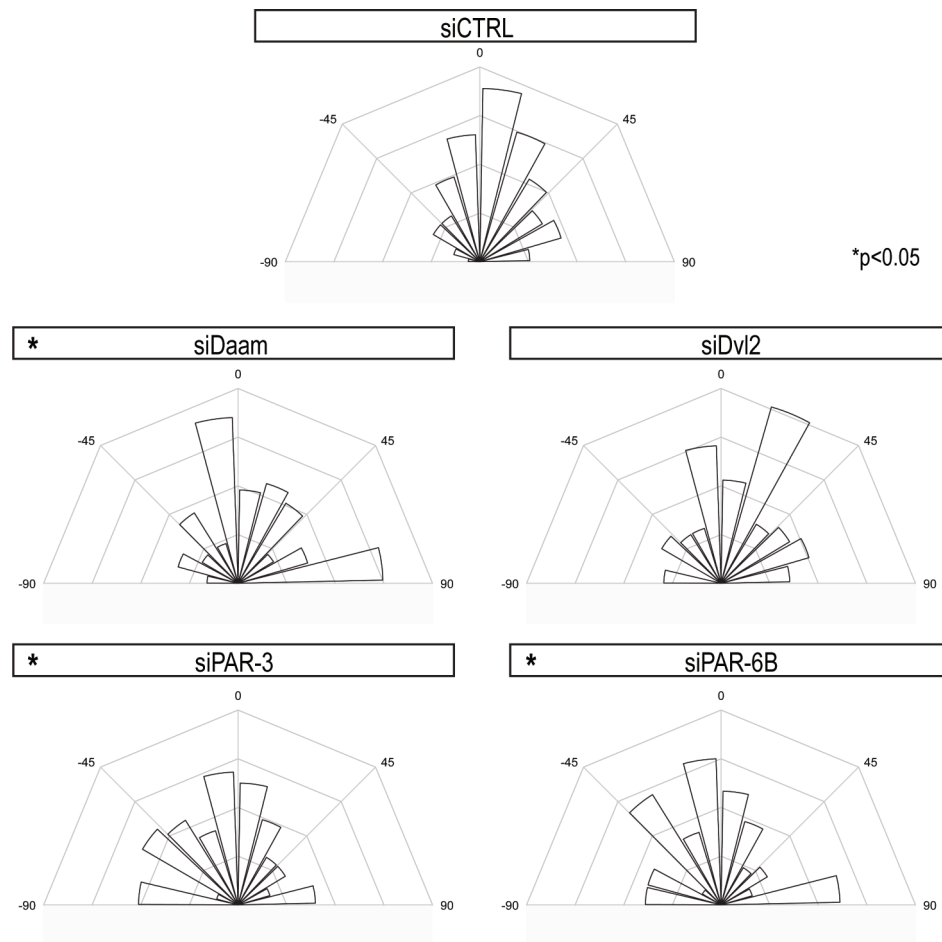 siCTRL
0
-45 45
-90 90
*p<0.05
* siDaam
siDvl2
0 0
-45 45 -45 45
-90 90 -90 90
* siPAR-3
* siPAR-6B
0 0
-45 45 -45 45
-90 90 -90 90